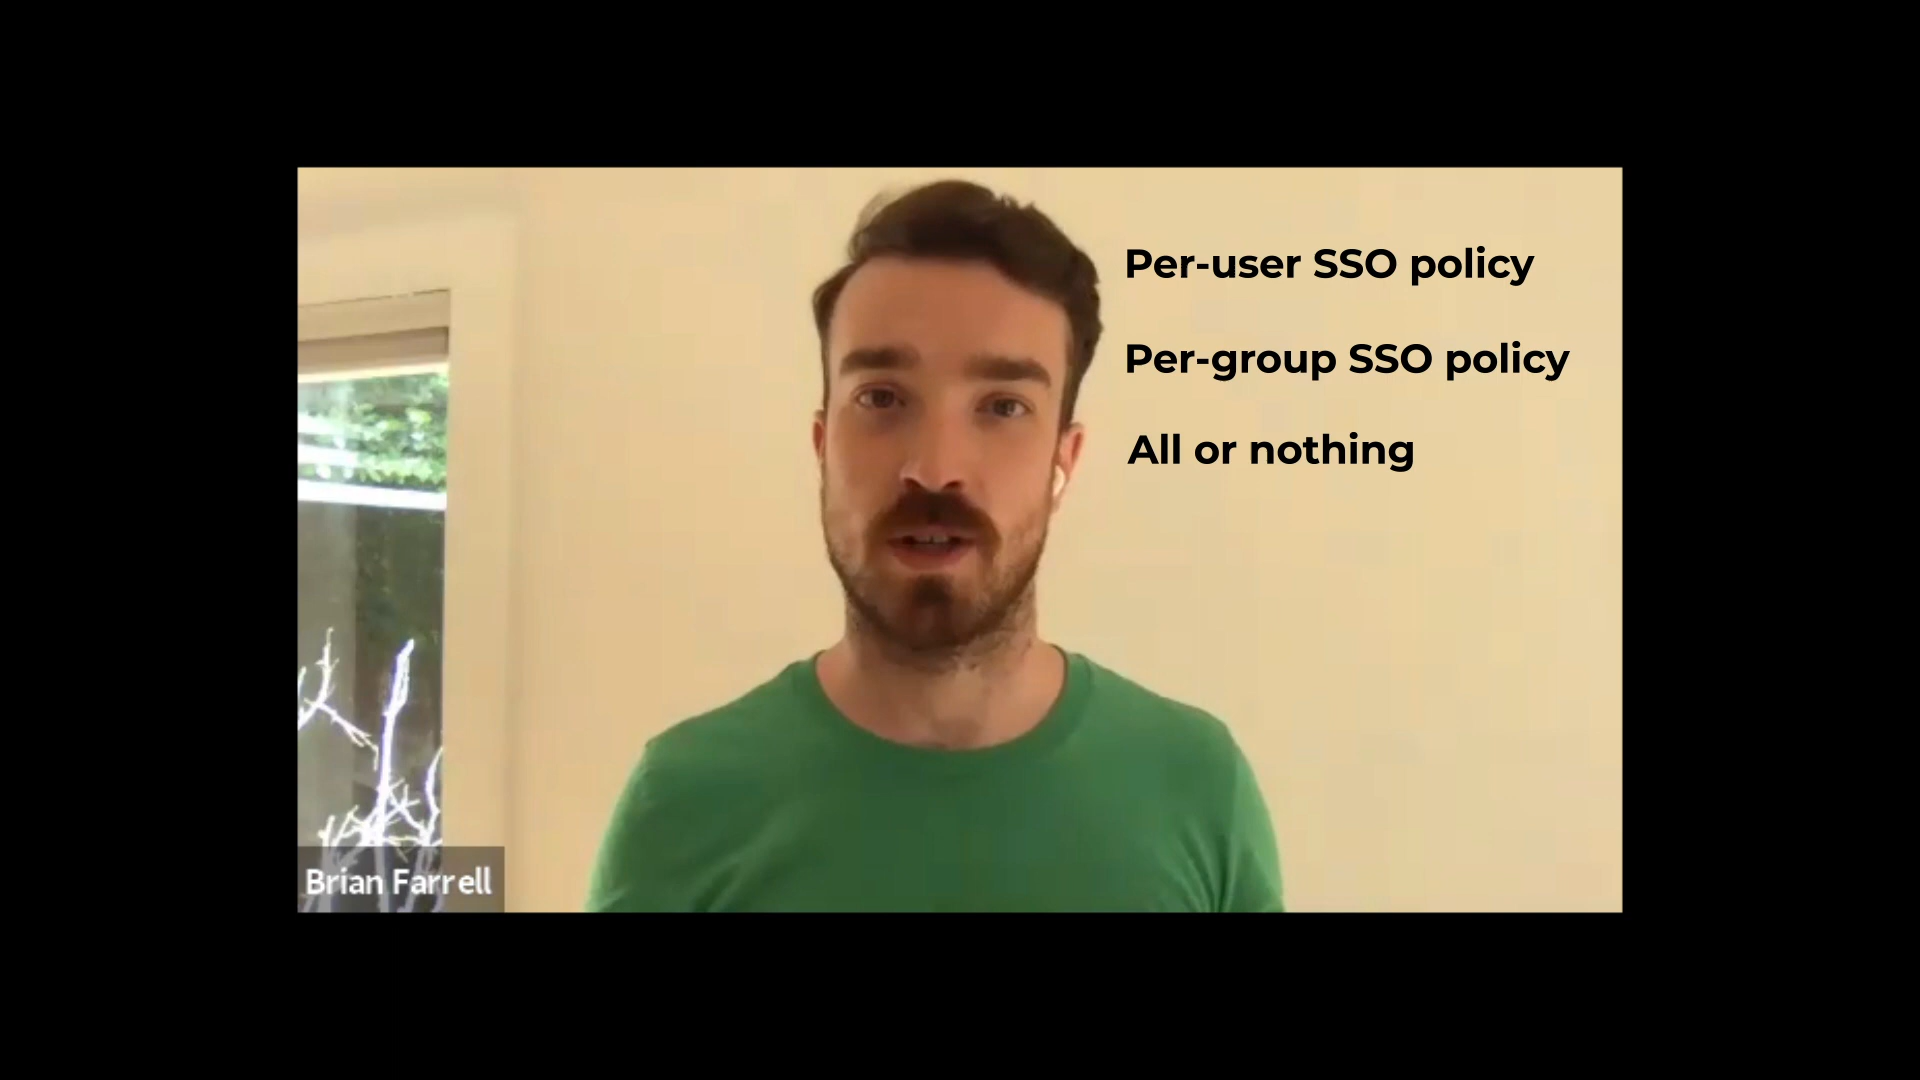 Per-user SSO policy
Per-group SSO policy
All or nothing
Brian Farrell